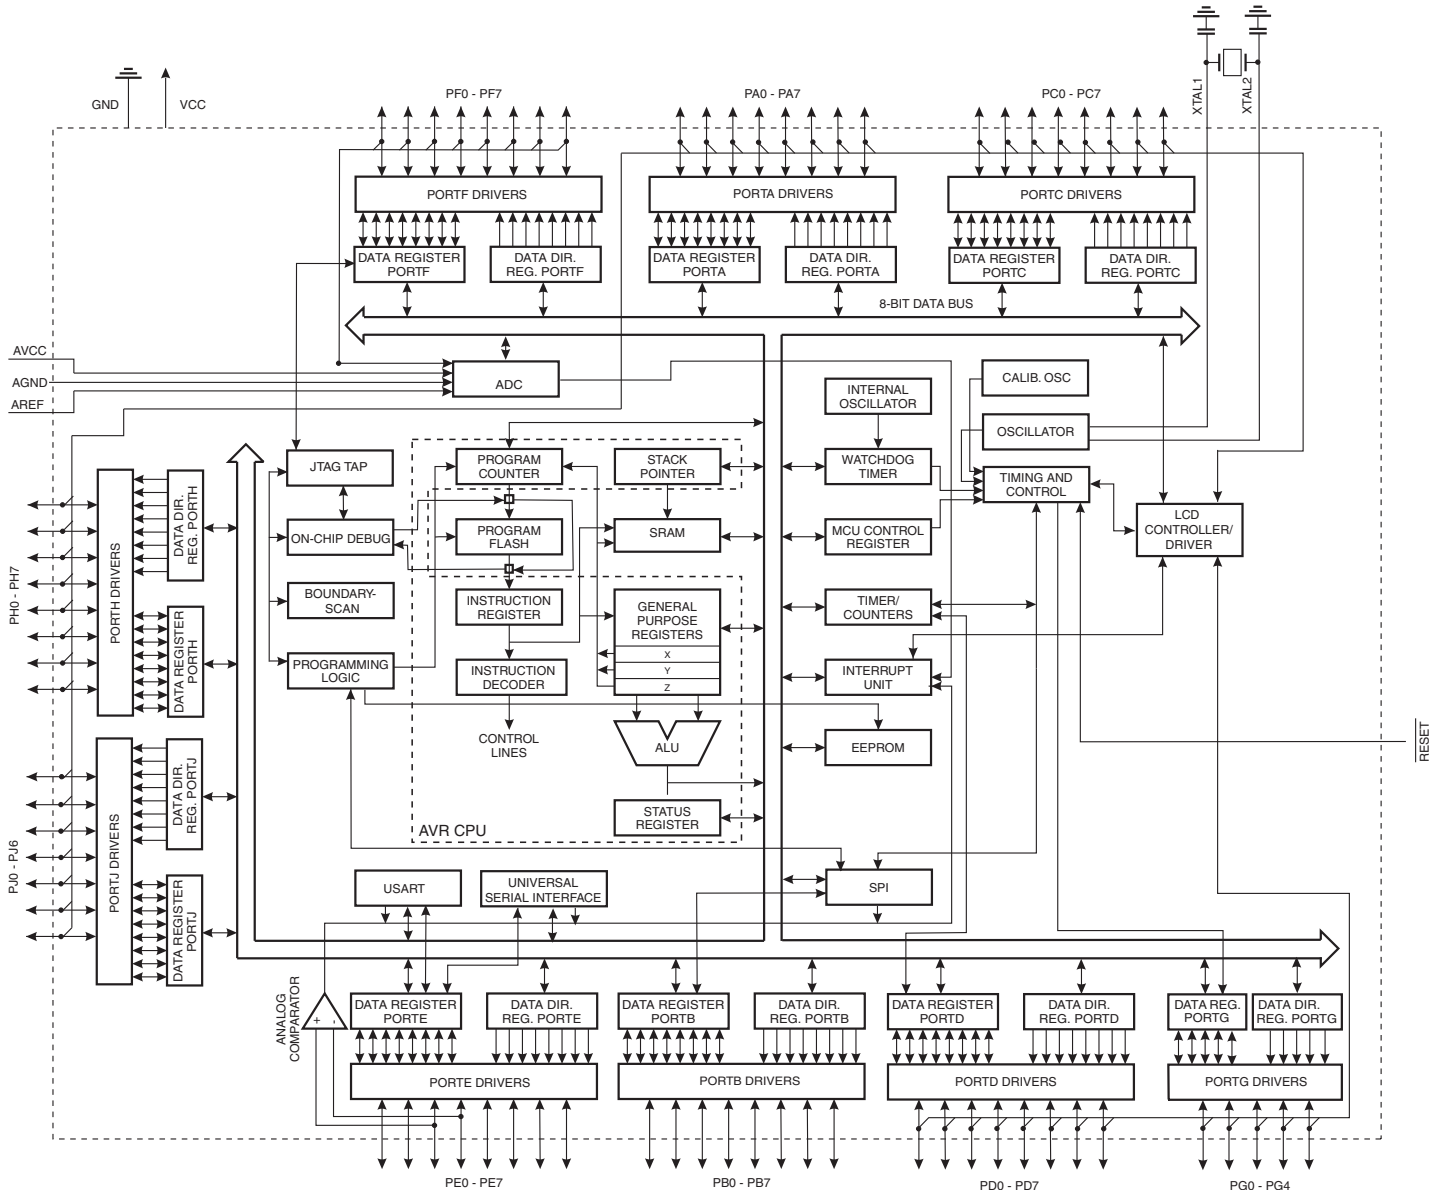 XTAL1
XTAL2
GND
VCC
PF0 - PF7
PA0 - PA7
PC0 - PC7
PORTF DRIVERS
PORTA DRIVERS
PORTC DRIVERS
DATA REGISTER
PORTF
DATA DIR.
REG. PORTF
DATA REGISTER
PORTA
DATA DIR.
REG. PORTA
DATA REGISTER
PORTC
DATA DIR.
REG. PORTC
8-BIT DATA BUS
AVCC
AGND
AREF
ADC
CALIB. OSC
INTERNAL
OSCILLATOR
OSCILLATOR
JTAG TAP
PROGRAM
COUNTER
STACK
POINTER
WATCHDOG
TIMER
TIMING AND
CONTROL
LCD
CONTROLLER/
DRIVER
ON-CHIP DEBUG
PROGRAM
FLASH
SRAM
MCU CONTROL
REGISTER
BOUNDARY-
SCAN
INSTRUCTION
REGISTER
GENERAL
PURPOSE
REGISTERS
X
Y
Z
TIMER/
COUNTERS
PROGRAMMING
LOGIC
INSTRUCTION
DECODER
INTERRUPT
UNIT
CONTROL
LINES
ALU
EEPROM
RESET
STATUS
REGISTER
AVR CPU
PH0 - PH7
PORTH DRIVERS
DATA DIR.
REG. PORTH
DATA REGISTER
PORTH
PJ0 - PJ6
PORTJ DRIVERS
DATA DIR.
REG. PORTJ
DATA REGISTER
PORTJ
USART
UNIVERSAL
SERIAL INTERFACE
SPI
ANALOG
COMPARATOR
+
-
DATA REGISTER
PORTE
DATA DIR.
REG. PORTE
DATA REGISTER
PORTB
DATA DIR.
REG. PORTB
DATA REGISTER
PORTD
DATA DIR.
REG. PORTD
DATA REG.
PORTG
DATA DIR.
REG. PORTG
PORTE DRIVERS
PORTB DRIVERS
PORTD DRIVERS
PORTG DRIVERS
PE0 - PE7
PB0 - PB7
PD0 - PD7
PG0 - PG4